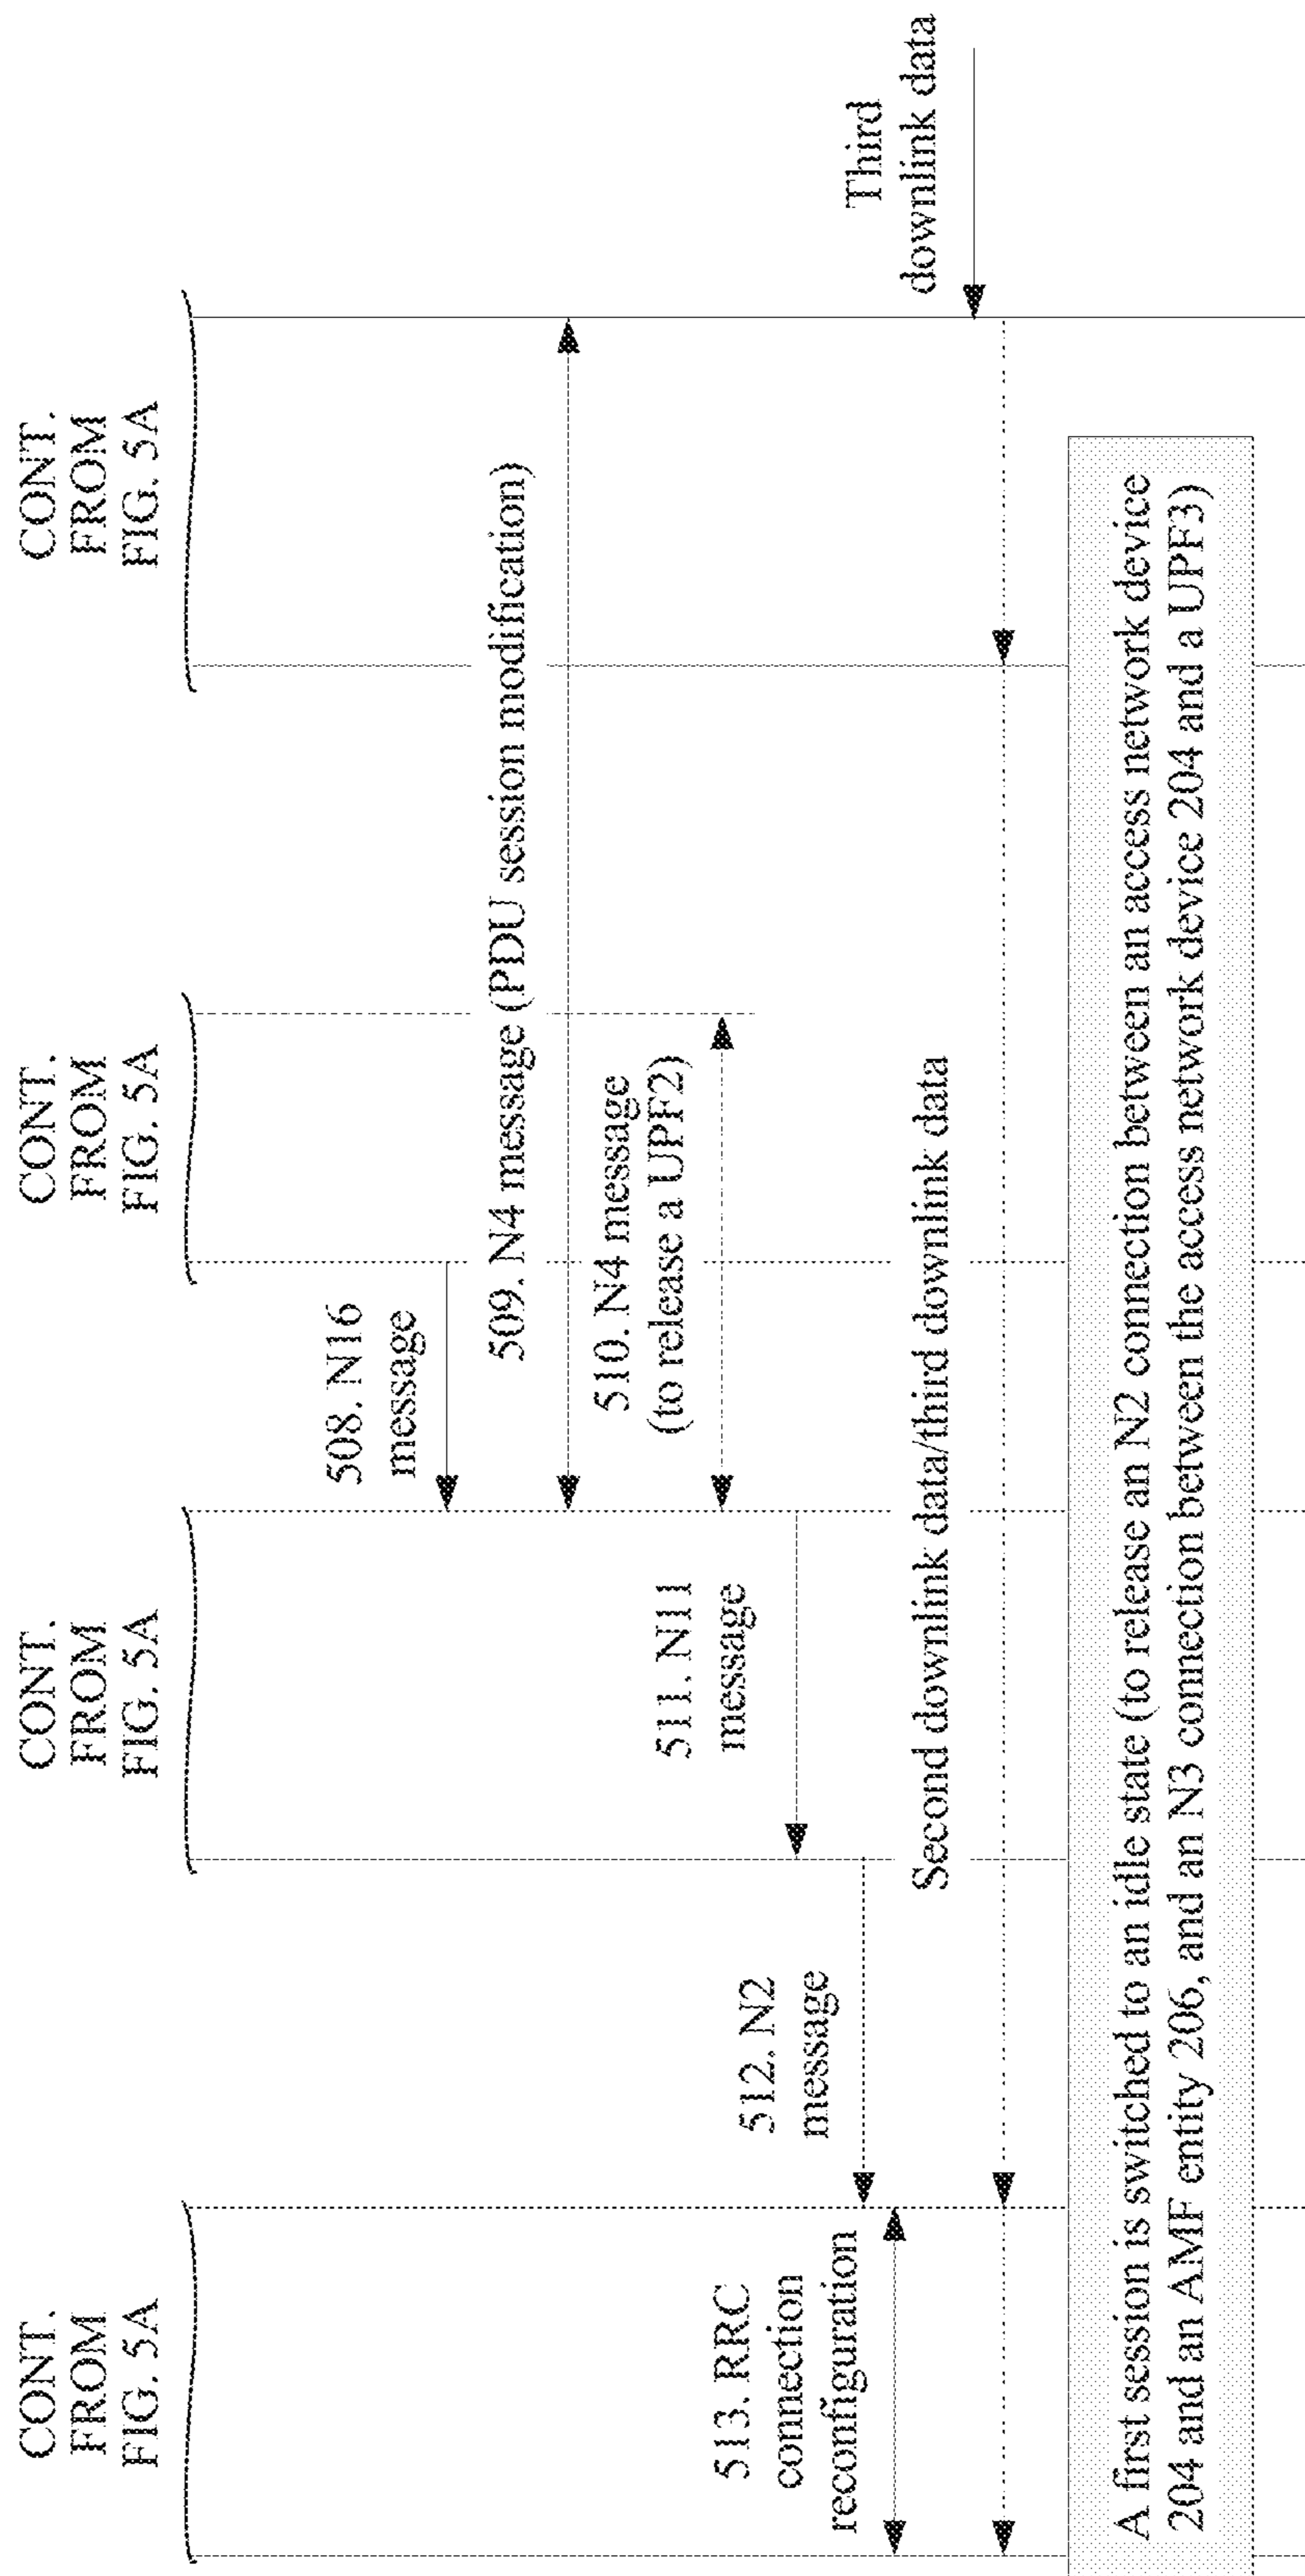 CONT.
FROM
FIG. 5A
CONT.
FROM
FIG. 5A
CONT.
FROM
FIG. 5A
CONT.
FROM
FIG. 5A
508. N16
message
509. N4 message (PDU session modification)
510. N4 message
(to release a UPF2)
511. N11
message
512. N2
message
513. RRC
connection
reconfiguration
Third
downlink data
Second downlink data/third downlink data
A first session is switched to an idle state (to release an N2 connection between an access network device
204 and an AMF entity 206, and an N3 connection between the access network device 204 and a UPF3)